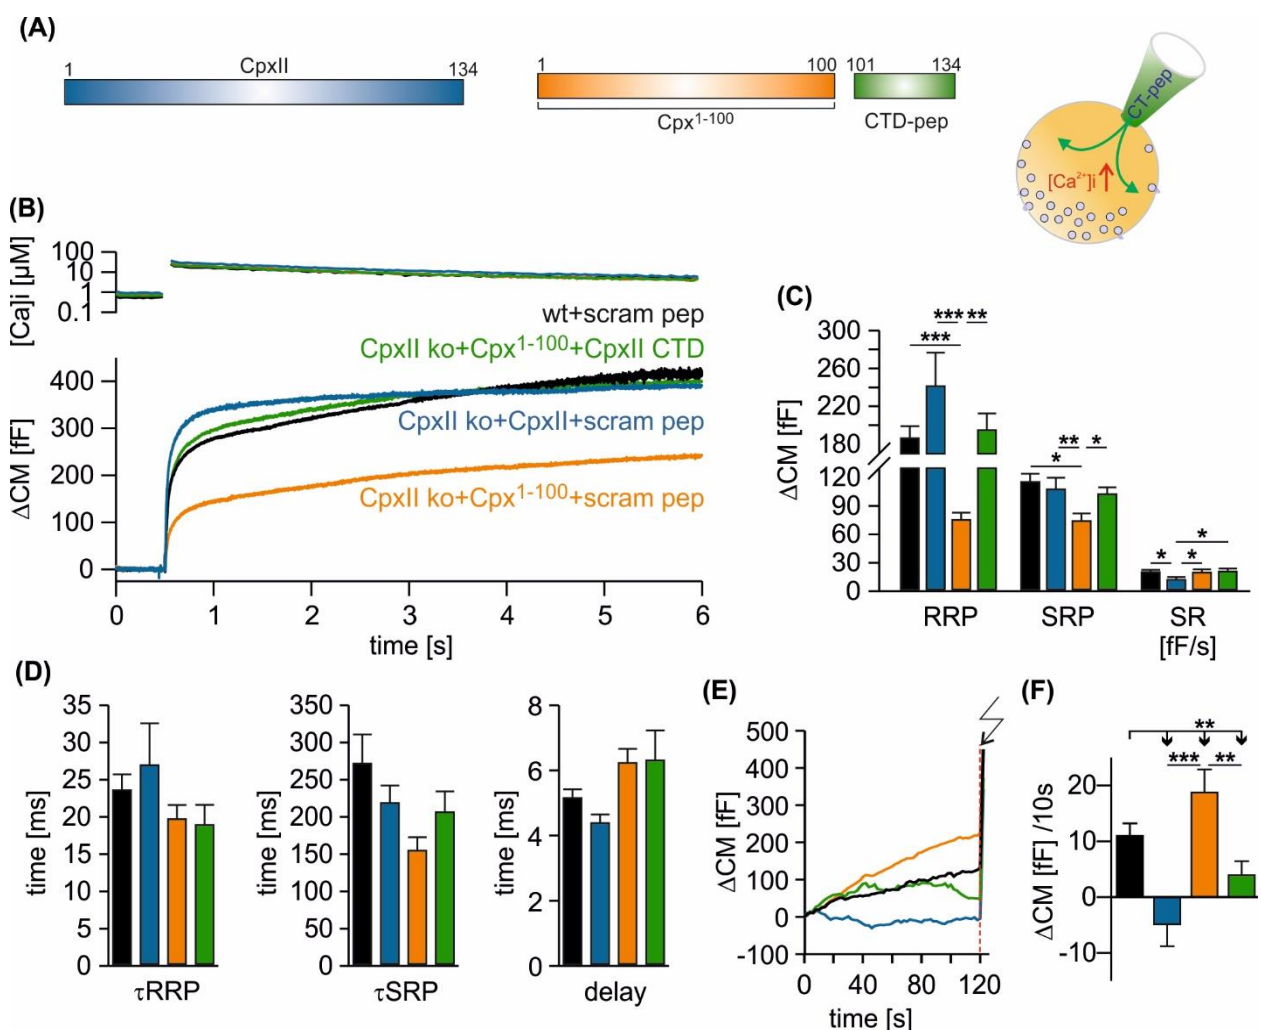 (A)
1
CpxII
134
1
100
101
134
Cpx1-100
CTD-pep
CT-pep
[Ca2+]i
(B)
[Ca]i [µM]
100
10
1
0.1
wt+scram pep
CpxII ko+Cpx1-100+CpxII CTD
CpxII ko+CpxII+scram pep
CpxII ko+Cpx1-100+scram pep
ΔCM [fF]
400
300
200
100
0
0 1 2 3 4 5 6
time [s]
(C)
ΔCM [fF]
300
260
220
180
120
90
60
30
0
*** **
***
** *
*
*
* *
RRP SRP SR
[fF/s]
(D)
time [ms]
35
30
25
20
15
10
5
0
τRRP
time [ms]
350
300
250
200
150
100
50
0
τSRP
time [ms]
8
6
4
2
0
delay
(E)
ΔCM [fF]
500
400
300
200
100
0
-100
0 40 80 120
time [s]
(F)
ΔCM [fF] /10s
20
10
0
-10
**
*** **